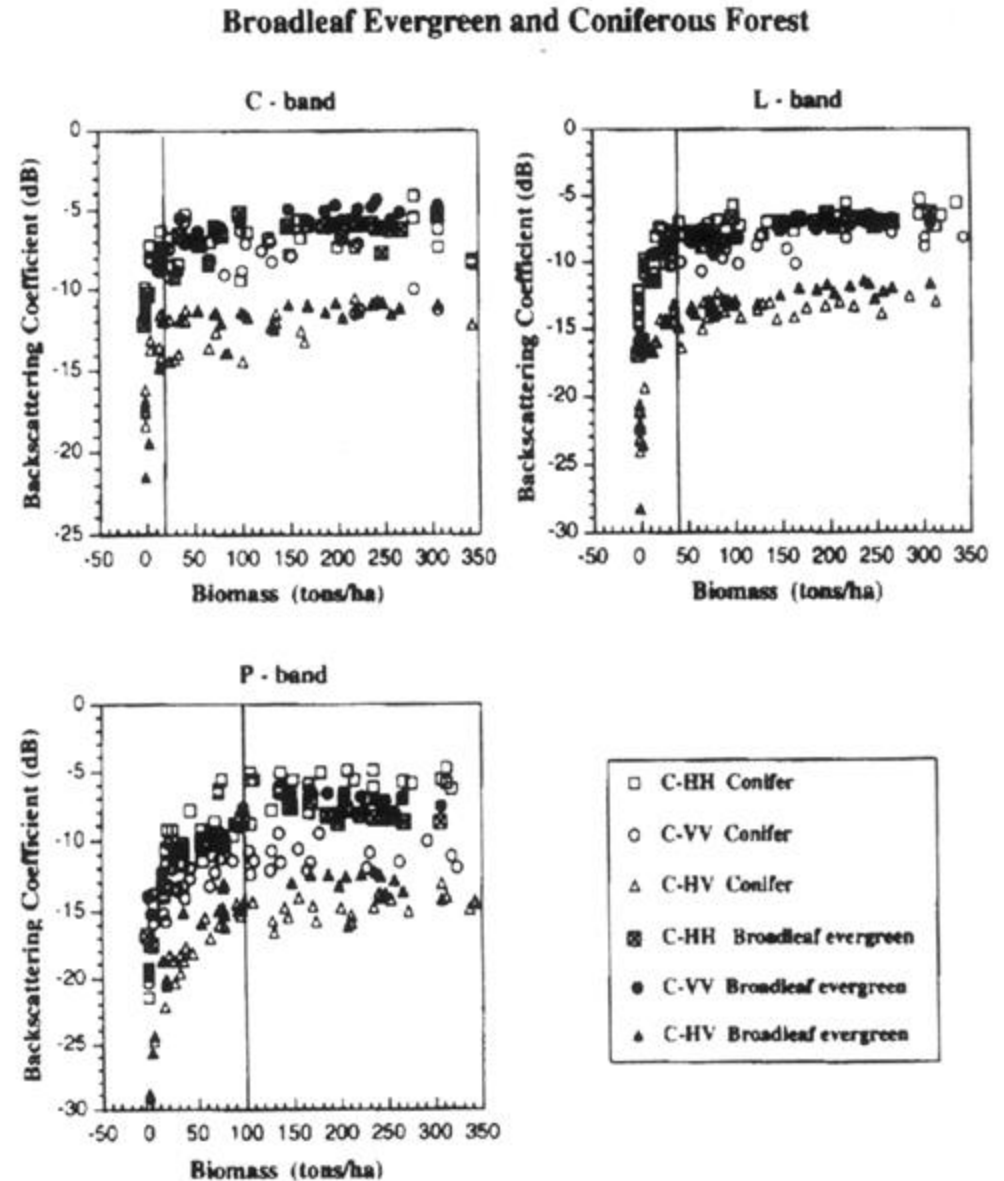 Broadleaf Evergreen and Coniferous Forest
C - band
Backscattering Coefficient (dB)
0
-5
-10
-15
-20
-25
-50 0 50 100 150 200 250 300 350
Biomass (tons/ha)
L - band
Backscattering Coefficient (dB)
0
-5
-10
-15
-20
-25
-30
-50 0 50 100 150 200 250 300 350
Biomass (tons/ha)
P - band
Backscattering Coefficient (dB)
0
-5
-10
-15
-20
-25
-30
-50 0 50 100 150 200 250 300 350
Biomass (tons/ha)
C-HH Conifer
C-VV Conifer
C-HV Conifer
C-HH Broadleaf evergreen
C-VV Broadleaf evergreen
C-HV Broadleaf evergreen